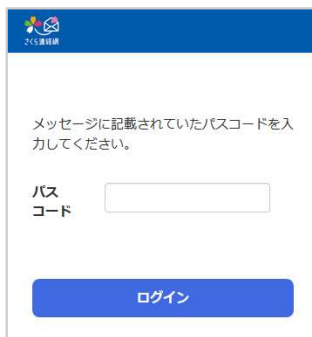 さくら連絡網
メッセージに記載されていたパスコードを入
力してください。
パス
コード
ログイン